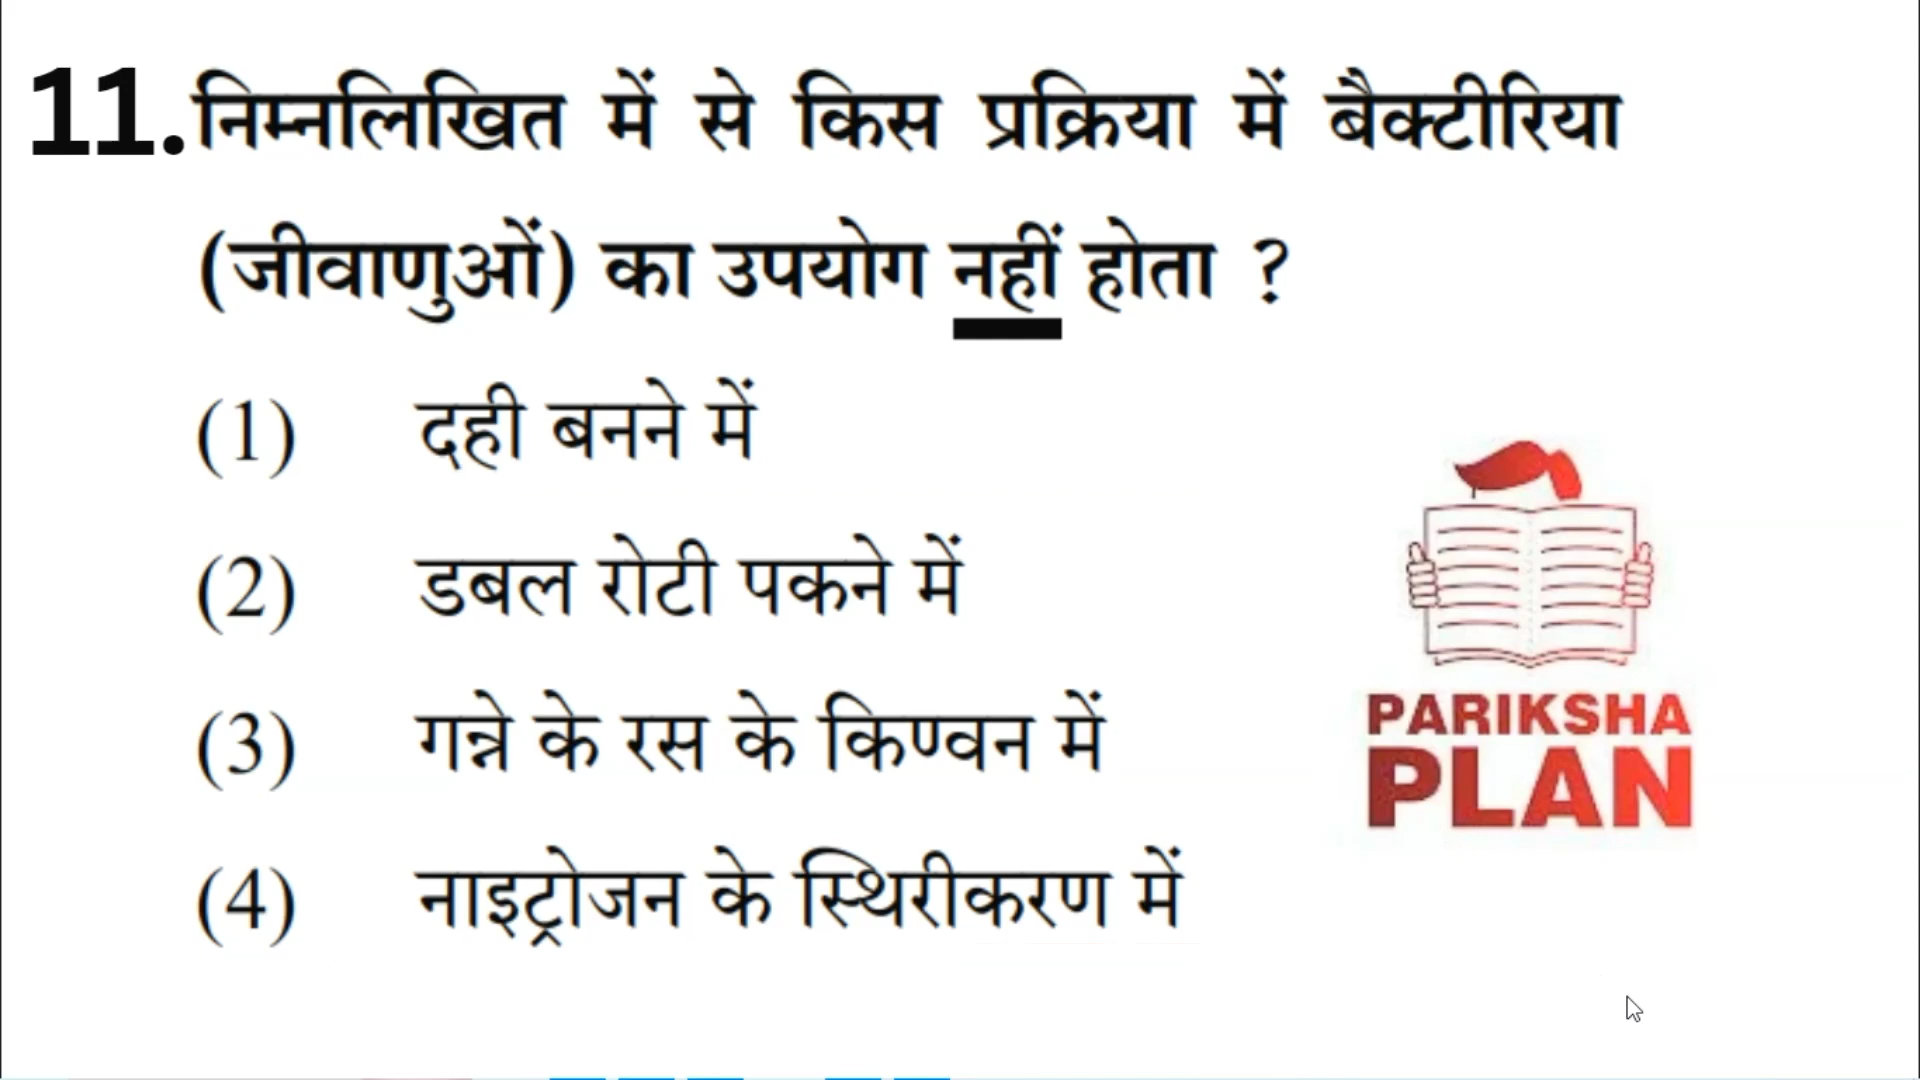 11. निम्नलिखित में से किस प्रक्रिया में बैक्टीरिया
(जीवाणुओं) का उपयोग नहीं होता ?
(1) दही बनने में
(2) डबल रोटी पकने में
(3) गन्ने के रस के किण्वन में
(4) नाइट्रोजन के स्थिरीकरण में
PARIKSHA
PLAN